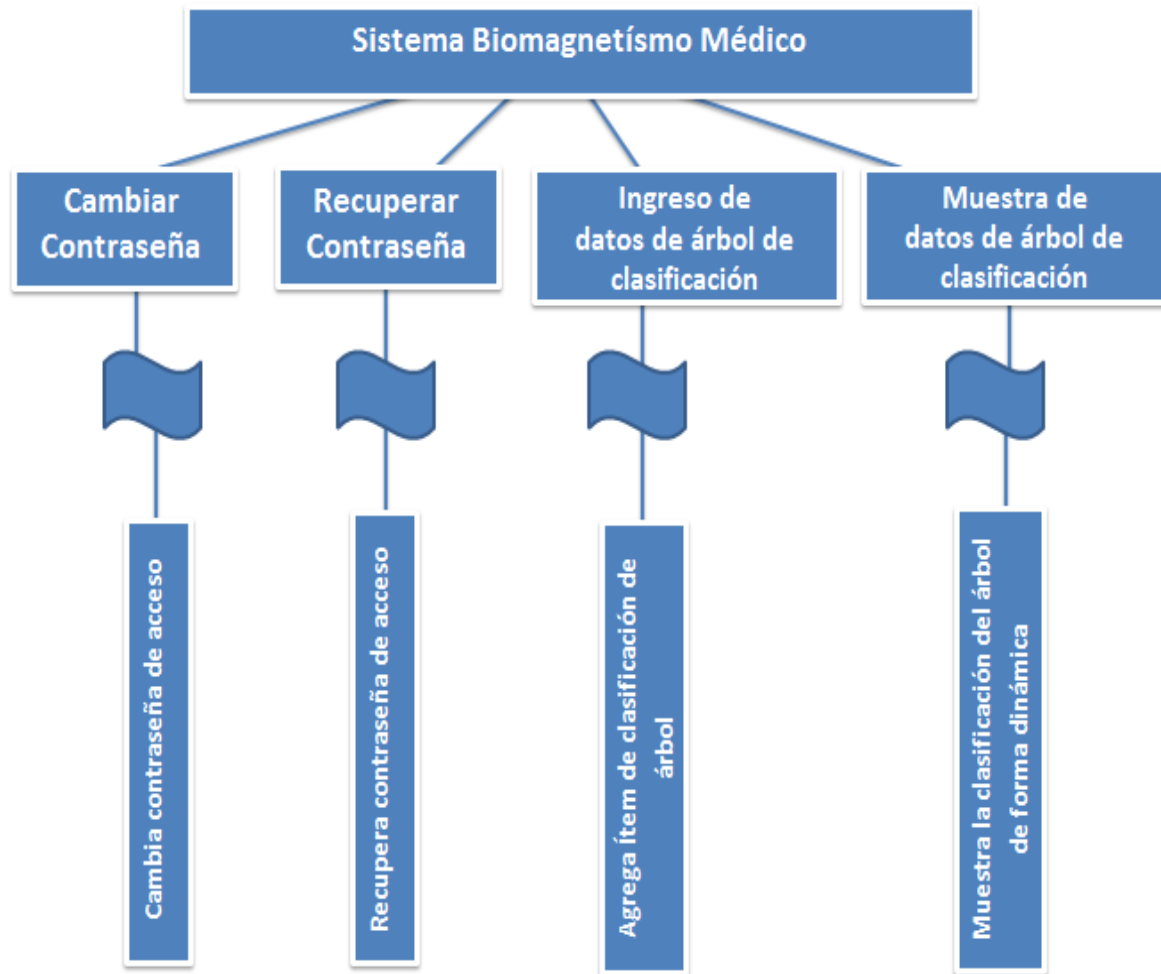 Sistema Biomagnetísmo Médico
Cambiar
Contraseña
Recuperar
Contraseña
Ingreso de
datos de árbol de
clasificación
Muestra de
datos de árbol de
clasificación
Cambia contraseña de acceso
Recupera contraseña de acceso
Agrega ítem de clasificación de
árbol
Muestra la clasificación del árbol
de forma dinámica